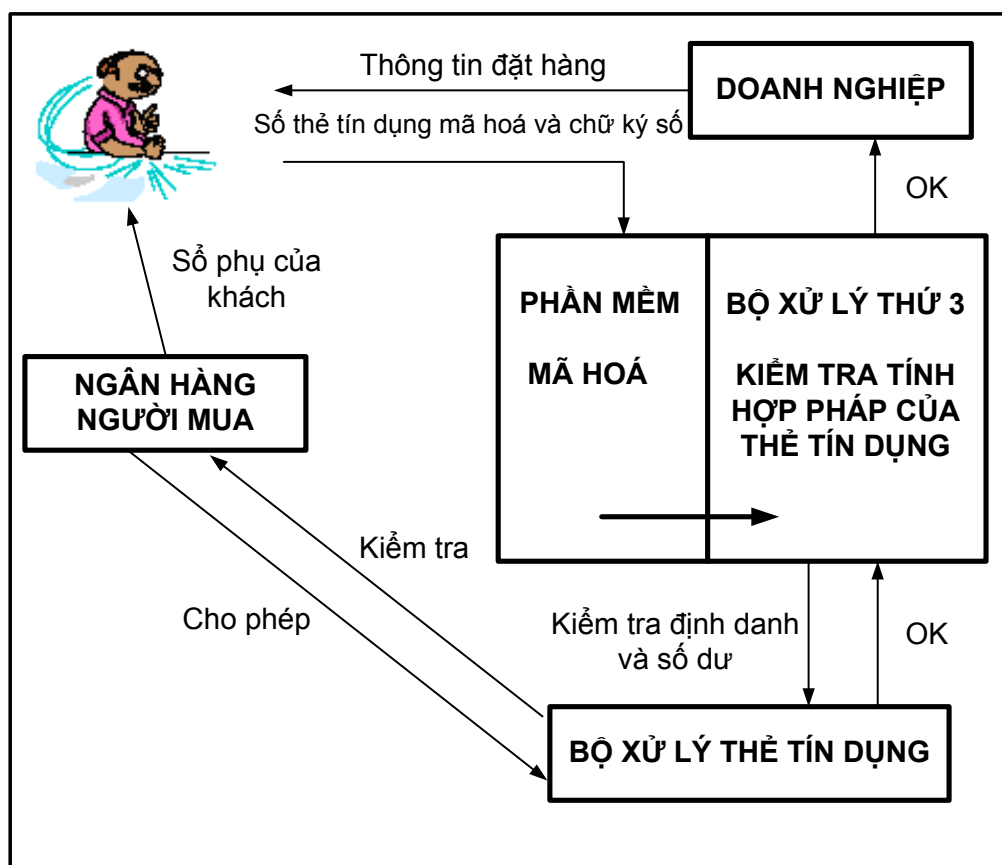 Thông tin đặt hàng
DOANH NGHIỆP
Số thẻ tín dụng mã hoá và chữ ký số
OK
Sổ phụ của
khách
PHẦN MỀM
MÃ HOÁ
BỘ XỬ LÝ THỨ 3
KIỂM TRA TÍNH
HỢP PHÁP CỦA
THẺ TÍN DỤNG
NGÂN HÀNG
NGƯỜI MUA
Kiểm tra
Cho phép
Kiểm tra định danh
và số dư
OK
BỘ XỬ LÝ THẺ TÍN DỤNG